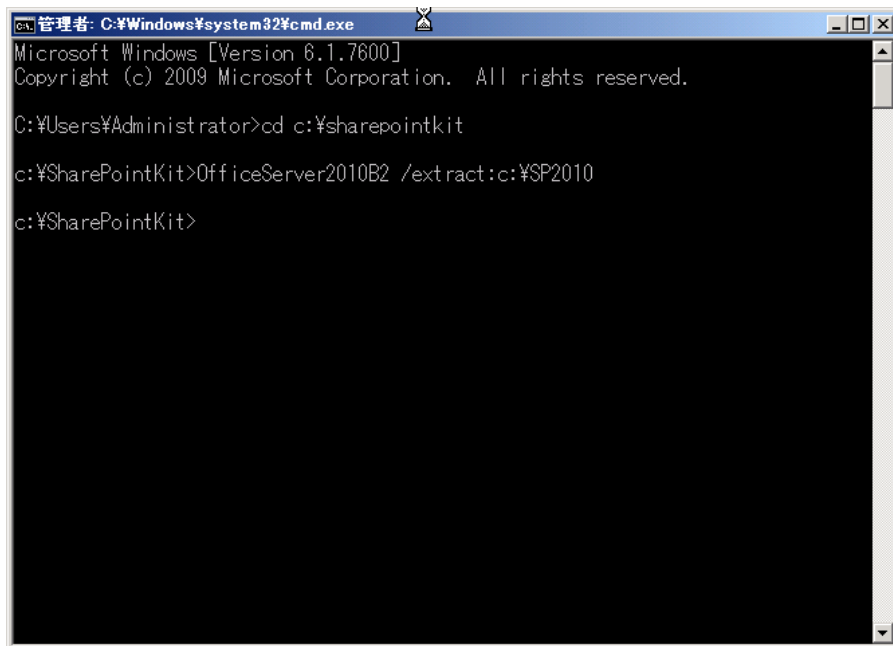 管理者: C:¥Windows¥system32¥cmd.exe
Microsoft Windows [Version 6.1.7600]
Copyright (c) 2009 Microsoft Corporation.  All rights reserved.
C:¥Users¥Administrator>cd c:¥sharepointkit
c:¥SharePointKit>OfficeServer2010B2 /extract:c:¥SP2010
c:¥SharePointKit>